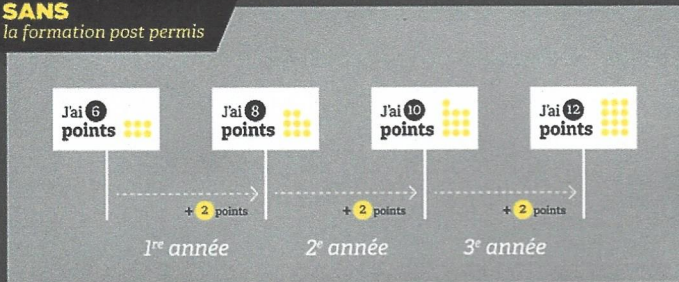 SANS
la formation post permis
J'ai 6
points
J'ai 8
points
J'ai 10
points
J'ai 12
points
+ 2 points
+ 2 points
+ 2 points
1re année
2e année
3e année